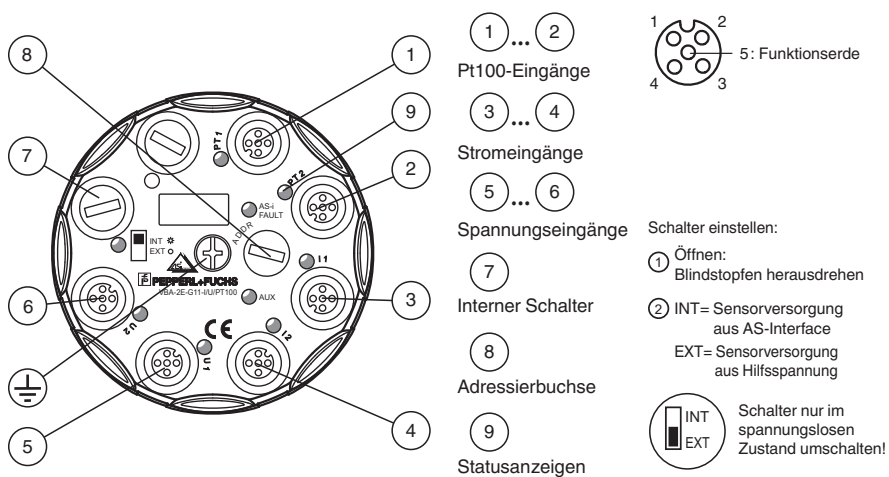 8
7
6
5
1
9
2
3
4
PT1
PT2
AS-i
FAULT
ADDR
INT
EXT
I1
PEPPERL+FUCHS
VBA-2E-G11-I/U/PT100
AUX
U2
CE
I2
U1
1 ... 2
Pt100-Eingänge
3 ... 4
Stromeingänge
5 ... 6
Spannungseingänge
7
Interner Schalter
8
Adressierbuchse
9
Statusanzeigen
1 2
5: Funktionserde
4 3
Schalter einstellen:
1 Öffnen:
Blindstopfen herausdrehen
2 INT= Sensorversorgung
aus AS-Interface
EXT= Sensorversorgung
aus Hilfsspannung
INT
EXT
Schalter nur im
spannungslosen
Zustand umschalten!